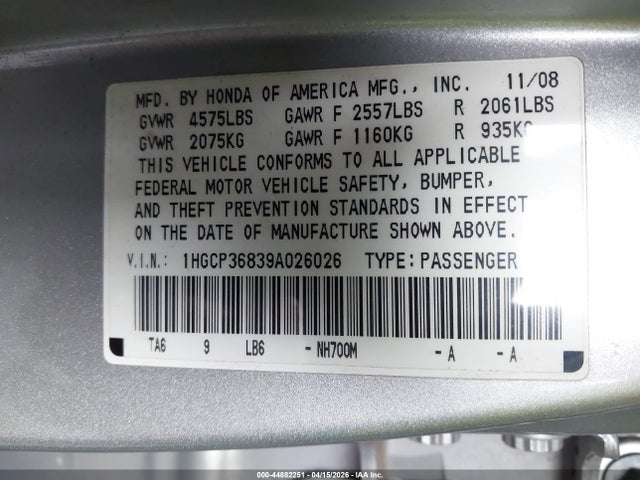 MFD. BY HONDA OF AMERICA MFG., INC. 11/08
GVWR 4575LBS GAWR F 2557LBS R 2061LBS
GVWR 2075KG GAWR F 1160KG R 935KG
THIS VEHICLE CONFORMS TO ALL APPLICABLE
FEDERAL MOTOR VEHICLE SAFETY, BUMPER,
AND THEFT PREVENTION STANDARDS IN EFFECT
ON THE DATE OF MANUFACTURE SHOWN ABOVE.
V.I.N.: 1HGCP36839A026026 TYPE: PASSENGER
TA6 9 LB6 - NH700M - A - A
000-44882251 04/15/2026 IAA Inc.